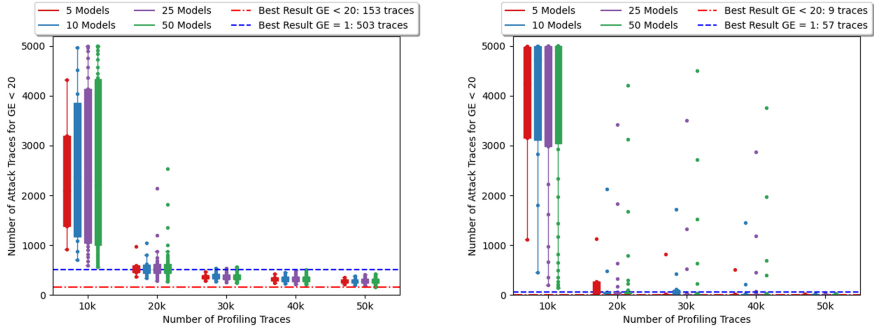 5 Models
10 Models
25 Models
50 Models
Best Result GE < 20: 153 traces
Best Result GE = 1: 503 traces
Number of Attack Traces for GE < 20
5000
4000
3000
2000
1000
0
10k 20k 30k 40k 50k
Number of Profiling Traces
5 Models
10 Models
25 Models
50 Models
Best Result GE < 20: 9 traces
Best Result GE = 1: 57 traces
Number of Attack Traces for GE < 20
5000
4000
3000
2000
1000
0
10k 20k 30k 40k 50k
Number of Profiling Traces